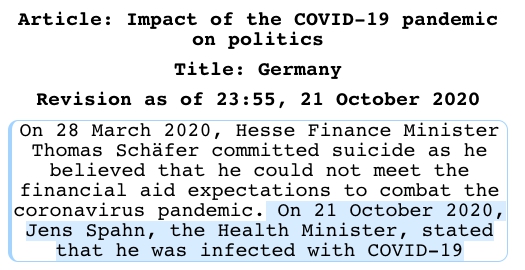 Article: Impact of the COVID-19 pandemic
on politics
Title: Germany
Revision as of 23:55, 21 October 2020
On 28 March 2020, Hesse Finance Minister
Thomas Schäfer committed suicide as he
believed that he could not meet the
financial aid expectations to combat the
coronavirus pandemic. On 21 October 2020,
Jens Spahn, the Health Minister, stated
that he was infected with COVID-19